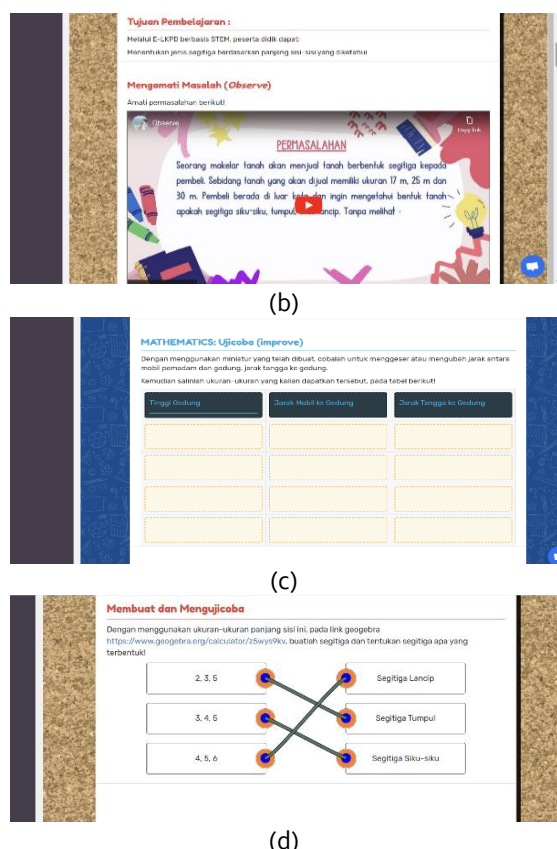 Tujuan Pembelajaran :
Melalui E-LKPD berbasis STEM, peserta didik dapat:
Menentukan jenis segitiga berdasarkan panjang sisi-sisi yang diketahui
Mengamati Masalah (Observe)
Amati permasalahan berikut!
Observe
Copy link
PERMASALAHAN
Seorang makelar tanah akan menjual tanah berbentuk segitiga kepada
pembeli. Sebidang tanah yang akan dijual memiliki ukuran 17 m, 25 m dan
30 m. Pembeli berada di luar kota dan ingin mengetahui bentuk tanah
apakah segitiga siku-siku, tumpul, lancip. Tanpa melihat
(b)
MATHEMATICS: Ujicoba (improve)
Dengan menggunakan miniatur yang telah dibuat, cobalah untuk menggeser atau mengubah jarak antara
mobil pemadam dan gedung, jarak tangga ke gedung.
Kemudian salinlah ukuran-ukuran yang kalian dapatkan tersebut, pada tabel berikut!
Tinggi Gedung Jarak Mobil ke Gedung Jarak Tangga ke Gedung
(c)
Membuat dan Mengujicoba
Dengan menggunakan ukuran-ukuran panjang sisi ini, pada link geogebra
https://www.geogebra.org/calculator/z5wys9kv, buatlah segitiga dan tentukan segitiga apa yang
terbentuk!
2, 3, 5 Segitiga Lancip
3, 4, 5 Segitiga Tumpul
4, 5, 6 Segitiga Siku-siku
(d)